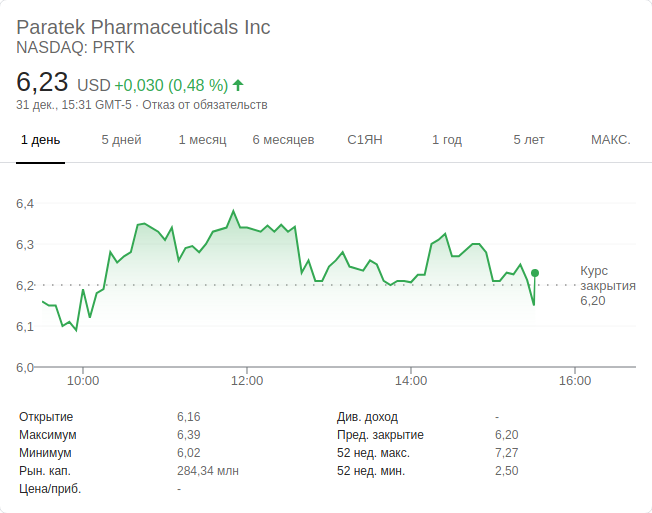 Paratek Pharmaceuticals Inc
NASDAQ: PRTK
6,23 USD +0,030 (0,48 %)
31 дек., 15:31 GMT-5 · Отказ от обязательств
1 день 5 дней 1 месяц 6 месяцев С1ЯН 1 год 5 лет МАКС.
6,4
6,3
6,2
6,1
6,0
Курс
закрытия
6,20
10:00 12:00 14:00 16:00
Открытие 6,16 Див. доход -
Максимум 6,39 Пред. закрытие 6,20
Минимум 6,02 52 нед. макс. 7,27
Рын. кап. 284,34 млн 52 нед. мин. 2,50
Цена/приб. -